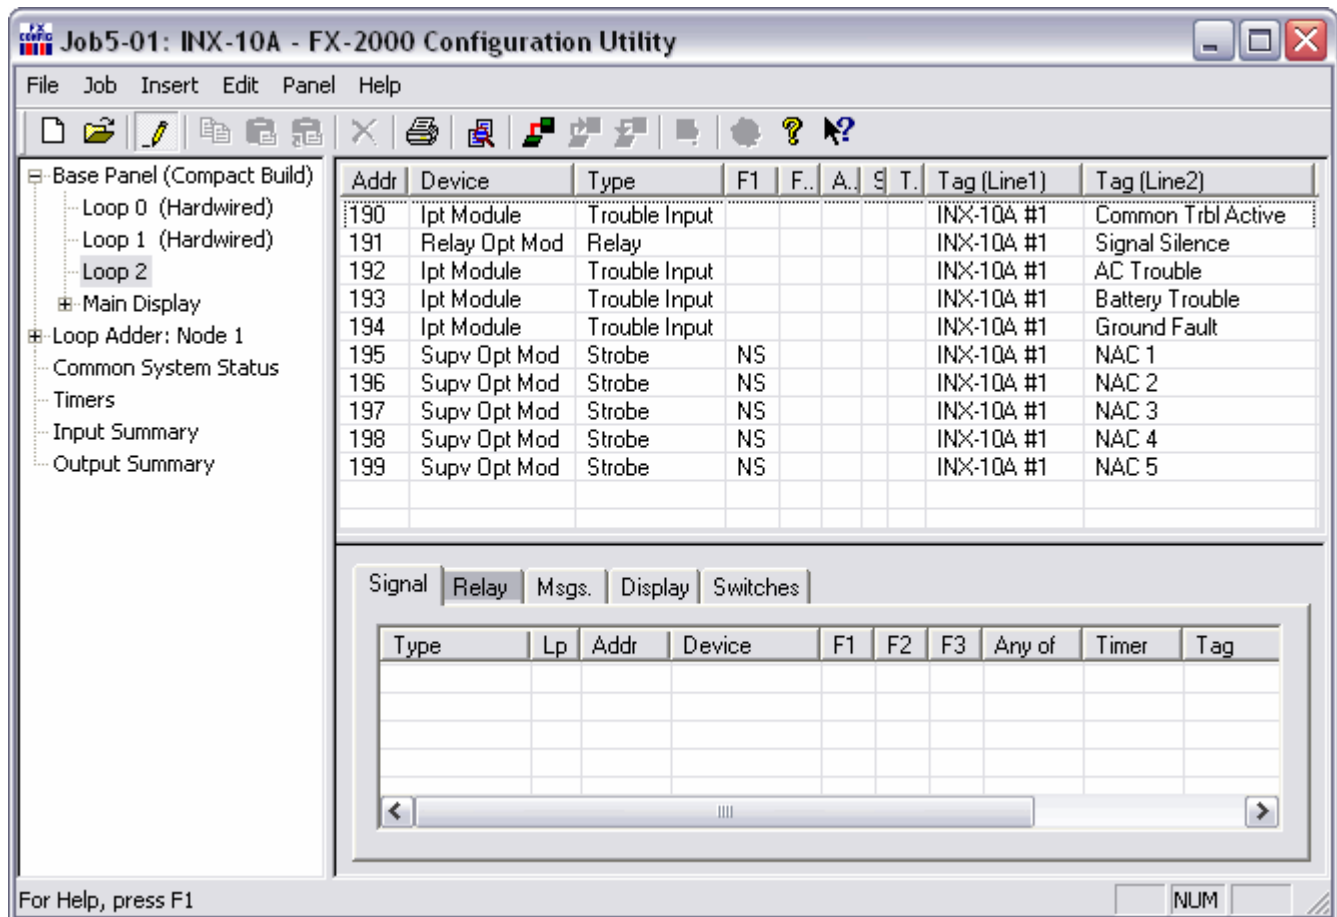 FX CONFIG Job5-01: INX-10A - FX-2000 Configuration Utility
File Job Insert Edit Panel Help
Base Panel (Compact Build)
Loop 0 (Hardwired)
Loop 1 (Hardwired)
Loop 2
Main Display
Loop Adder: Node 1
Common System Status
Timers
Input Summary
Output Summary
Addr Device Type F1 F.. A.. S T. Tag (Line1) Tag (Line2)
190 Ipt Module Trouble Input INX-10A #1 Common Trbl Active
191 Relay Opt Mod Relay INX-10A #1 Signal Silence
192 Ipt Module Trouble Input INX-10A #1 AC Trouble
193 Ipt Module Trouble Input INX-10A #1 Battery Trouble
194 Ipt Module Trouble Input INX-10A #1 Ground Fault
195 Supv Opt Mod Strobe NS INX-10A #1 NAC 1
196 Supv Opt Mod Strobe NS INX-10A #1 NAC 2
197 Supv Opt Mod Strobe NS INX-10A #1 NAC 3
198 Supv Opt Mod Strobe NS INX-10A #1 NAC 4
199 Supv Opt Mod Strobe NS INX-10A #1 NAC 5
Signal Relay Msgs. Display Switches
Type Lp Addr Device F1 F2 F3 Any of Timer Tag
For Help, press F1 NUM